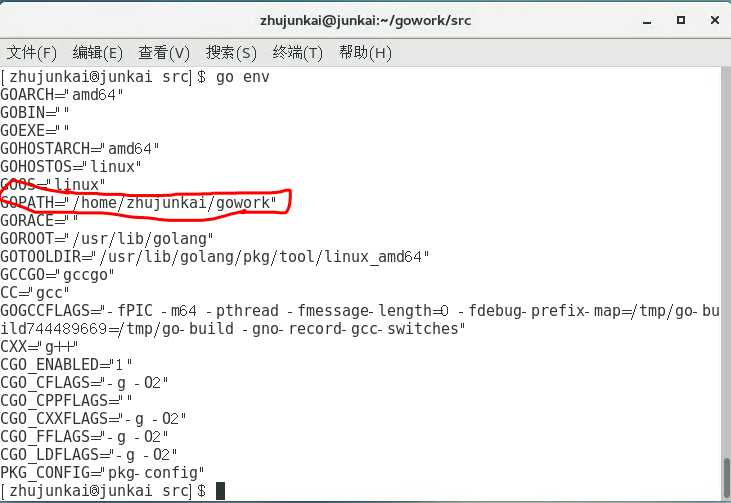 zhujunkai@junkai:~/gowork/src
文件(F) 编辑(E) 查看(V) 搜索(S) 终端(T) 帮助(H)
[zhujunkai@junkai src]$ go env
GOARCH="amd64"
GOBIN=""
GOEXE=""
GOHOSTARCH="amd64"
GOHOSTOS="linux"
GOOS="linux"
GOPATH="/home/zhujunkai/gowork"
GORACE=""
GOROOT="/usr/lib/golang"
GOTOOLDIR="/usr/lib/golang/pkg/tool/linux_amd64"
GCCGO="gccgo"
CC="gcc"
GOGCCFLAGS="-fPIC -m64 -pthread -fmessage-length=0 -fdebug-prefix-map=/tmp/go-bu
ild744489669=/tmp/go-build -gno-record-gcc-switches"
CXX="g++"
CGO_ENABLED="1"
CGO_CFLAGS="-g -O2"
CGO_CPPFLAGS=""
CGO_CXXFLAGS="-g -O2"
CGO_FFLAGS="-g -O2"
CGO_LDFLAGS="-g -O2"
PKG_CONFIG="pkg-config"
[zhujunkai@junkai src]$